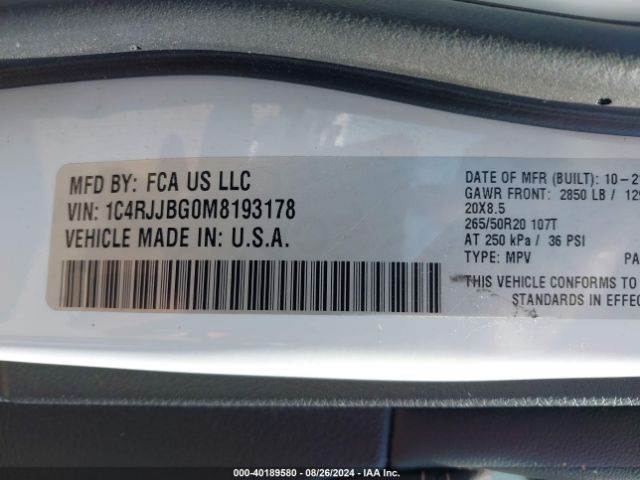 MFD BY: FCA US LLC
VIN: 1C4RJJBG0M8193178
VEHICLE MADE IN: U.S.A.
DATE OF MFR (BUILT): 10-21
GAWR FRONT: 2850 LB / 129
20X8.5
265/50R20 107T
AT 250 kPa / 36 PSI
TYPE: MPV PA
THIS VEHICLE CONFORMS TO
STANDARDS IN EFFEC
000-40189580 / 08/26/2024 / IAA Inc.